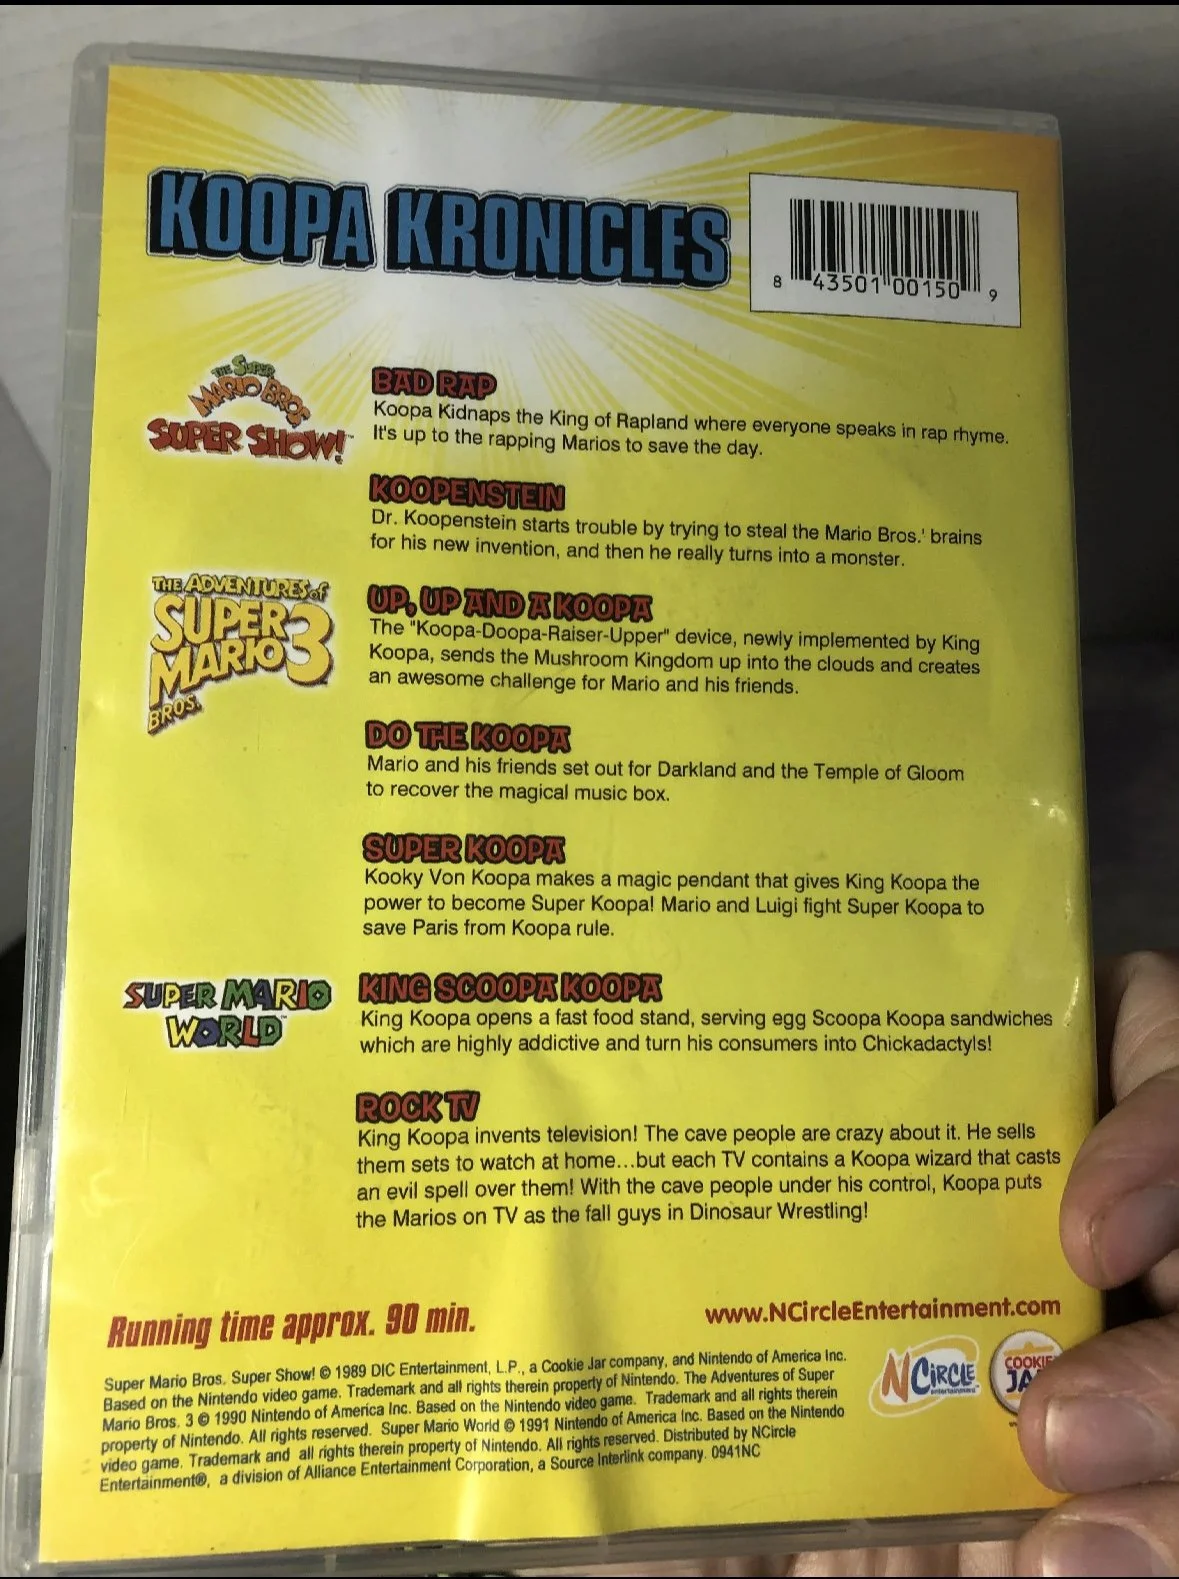 KOOPA KRONICLES
8 43501 00150 9
THE SUPER
MARIO BROS.
SUPER SHOW!™
BAD RAP
Koopa Kidnaps the King of Rapland where everyone speaks in rap rhyme.
It's up to the rapping Marios to save the day.
KOOPENSTEIN
Dr. Koopenstein starts trouble by trying to steal the Mario Bros.' brains
for his new invention, and then he really turns into a monster.
THE ADVENTURES of
SUPER
MARIO 3
BROS.
UP, UP AND A KOOPA
The "Koopa-Doopa-Raiser-Upper" device, newly implemented by King
Koopa, sends the Mushroom Kingdom up into the clouds and creates
an awesome challenge for Mario and his friends.
DO THE KOOPA
Mario and his friends set out for Darkland and the Temple of Gloom
to recover the magical music box.
SUPER KOOPA
Kooky Von Koopa makes a magic pendant that gives King Koopa the
power to become Super Koopa! Mario and Luigi fight Super Koopa to
save Paris from Koopa rule.
SUPER MARIO
WORLD™
KING SCOOPA KOOPA
King Koopa opens a fast food stand, serving egg Scoopa Koopa sandwiches
which are highly addictive and turn his consumers into Chickadactyls!
ROCK TV
King Koopa invents television! The cave people are crazy about it. He sells
them sets to watch at home...but each TV contains a Koopa wizard that casts
an evil spell over them! With the cave people under his control, Koopa puts
the Marios on TV as the fall guys in Dinosaur Wrestling!
Running time approx. 90 min.
www.NCircleEntertainment.com
Super Mario Bros. Super Show! © 1989 DIC Entertainment, L.P., a Cookie Jar company, and Nintendo of America Inc.
Based on the Nintendo video game. Trademark and all rights therein property of Nintendo. The Adventures of Super
Mario Bros. 3 © 1990 Nintendo of America Inc. Based on the Nintendo video game. Trademark and all rights therein
property of Nintendo. All rights reserved. Super Mario World © 1991 Nintendo of America Inc. Based on the Nintendo
video game. Trademark and all rights therein property of Nintendo. All rights reserved. Distributed by NCircle
Entertainment®, a division of Alliance Entertainment Corporation, a Source Interlink company. 0941NC
NCIRCLE
entertainment
COOKIE
JA